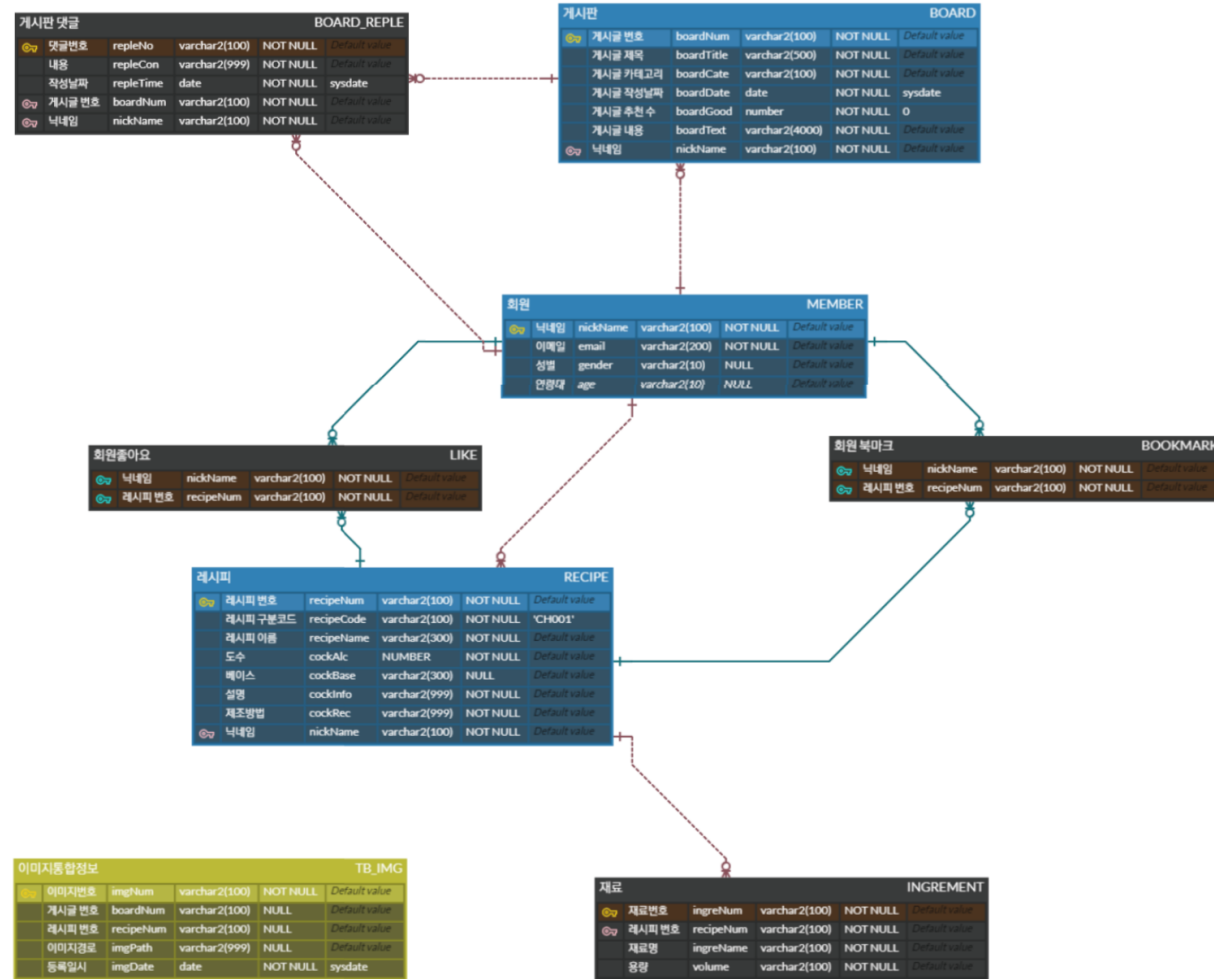 게시판 댓글 BOARD_REPLE
댓글번호 repleNo varchar2(100) NOT NULL Default value
내용 repleCon varchar2(999) NOT NULL Default value
작성날짜 repleTime date NOT NULL sysdate
게시글 번호 boardNum varchar2(100) NOT NULL Default value
닉네임 nickName varchar2(100) NOT NULL Default value
게시판 BOARD
게시글 번호 boardNum varchar2(100) NOT NULL Default value
게시글 제목 boardTitle varchar2(500) NOT NULL Default value
게시글 카테고리 boardCate varchar2(100) NOT NULL Default value
게시글 작성날짜 boardDate date NOT NULL sysdate
게시글 추천 수 boardGood number NOT NULL 0
게시글 내용 boardText varchar2(4000) NOT NULL Default value
닉네임 nickName varchar2(100) NOT NULL Default value
회원 MEMBER
닉네임 nickName varchar2(100) NOT NULL Default value
이메일 email varchar2(200) NOT NULL Default value
성별 gender varchar2(10) NULL Default value
연령대 age varchar2(10) NULL Default value
회원좋아요 LIKE
닉네임 nickName varchar2(100) NOT NULL Default value
레시피 번호 recipeNum varchar2(100) NOT NULL Default value
회원 북마크 BOOKMARK
닉네임 nickName varchar2(100) NOT NULL Default value
레시피 번호 recipeNum varchar2(100) NOT NULL Default value
레시피 RECIPE
레시피 번호 recipeNum varchar2(100) NOT NULL Default value
레시피 구분코드 recipeCode varchar2(100) NOT NULL 'CH001'
레시피 이름 recipeName varchar2(300) NOT NULL Default value
도수 cockAlc NUMBER NOT NULL Default value
베이스 cockBase varchar2(300) NULL Default value
설명 cockInfo varchar2(999) NOT NULL Default value
제조방법 cockRec varchar2(999) NOT NULL Default value
닉네임 nickName varchar2(100) NOT NULL Default value
이미지통합정보 TB_IMG
이미지번호 imgNum varchar2(100) NOT NULL Default value
게시글 번호 boardNum varchar2(100) NULL Default value
레시피 번호 recipeNum varchar2(100) NULL Default value
이미지경로 imgPath varchar2(999) NULL Default value
등록일시 imgDate date NOT NULL sysdate
재료 INGREMENT
재료번호 ingreNum varchar2(100) NOT NULL Default value
레시피 번호 recipeNum varchar2(100) NOT NULL Default value
재료명 ingreName varchar2(100) NOT NULL Default value
용량 volume varchar2(100) NOT NULL Default value